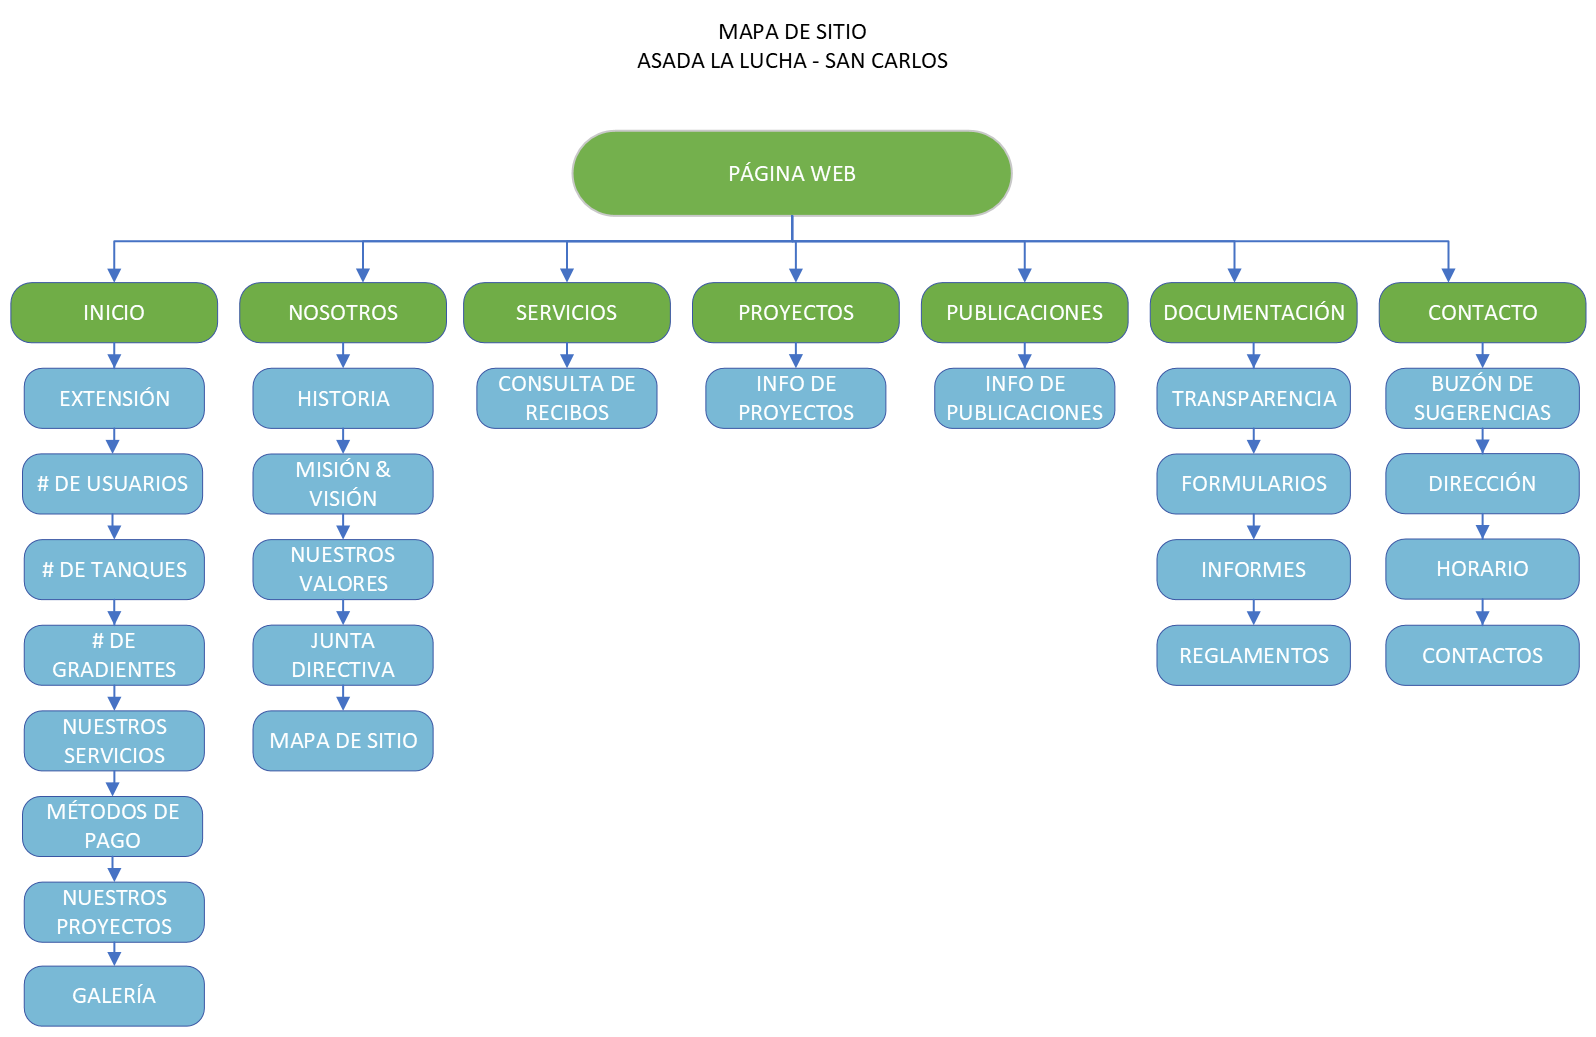 MAPA DE SITIO
ASADA LA LUCHA - SAN CARLOS
PÁGINA WEB
INICIO
EXTENSIÓN
# DE USUARIOS
# DE TANQUES
# DE
GRADIENTES
NUESTROS
SERVICIOS
MÉTODOS DE
PAGO
NUESTROS
PROYECTOS
GALERÍA
NOSOTROS
HISTORIA
MISIÓN &
VISIÓN
NUESTROS
VALORES
JUNTA
DIRECTIVA
MAPA DE SITIO
SERVICIOS
CONSULTA DE
RECIBOS
PROYECTOS
INFO DE
PROYECTOS
PUBLICACIONES
INFO DE
PUBLICACIONES
DOCUMENTACIÓN
TRANSPARENCIA
FORMULARIOS
INFORMES
REGLAMENTOS
CONTACTO
BUZÓN DE
SUGERENCIAS
DIRECCIÓN
HORARIO
CONTACTOS